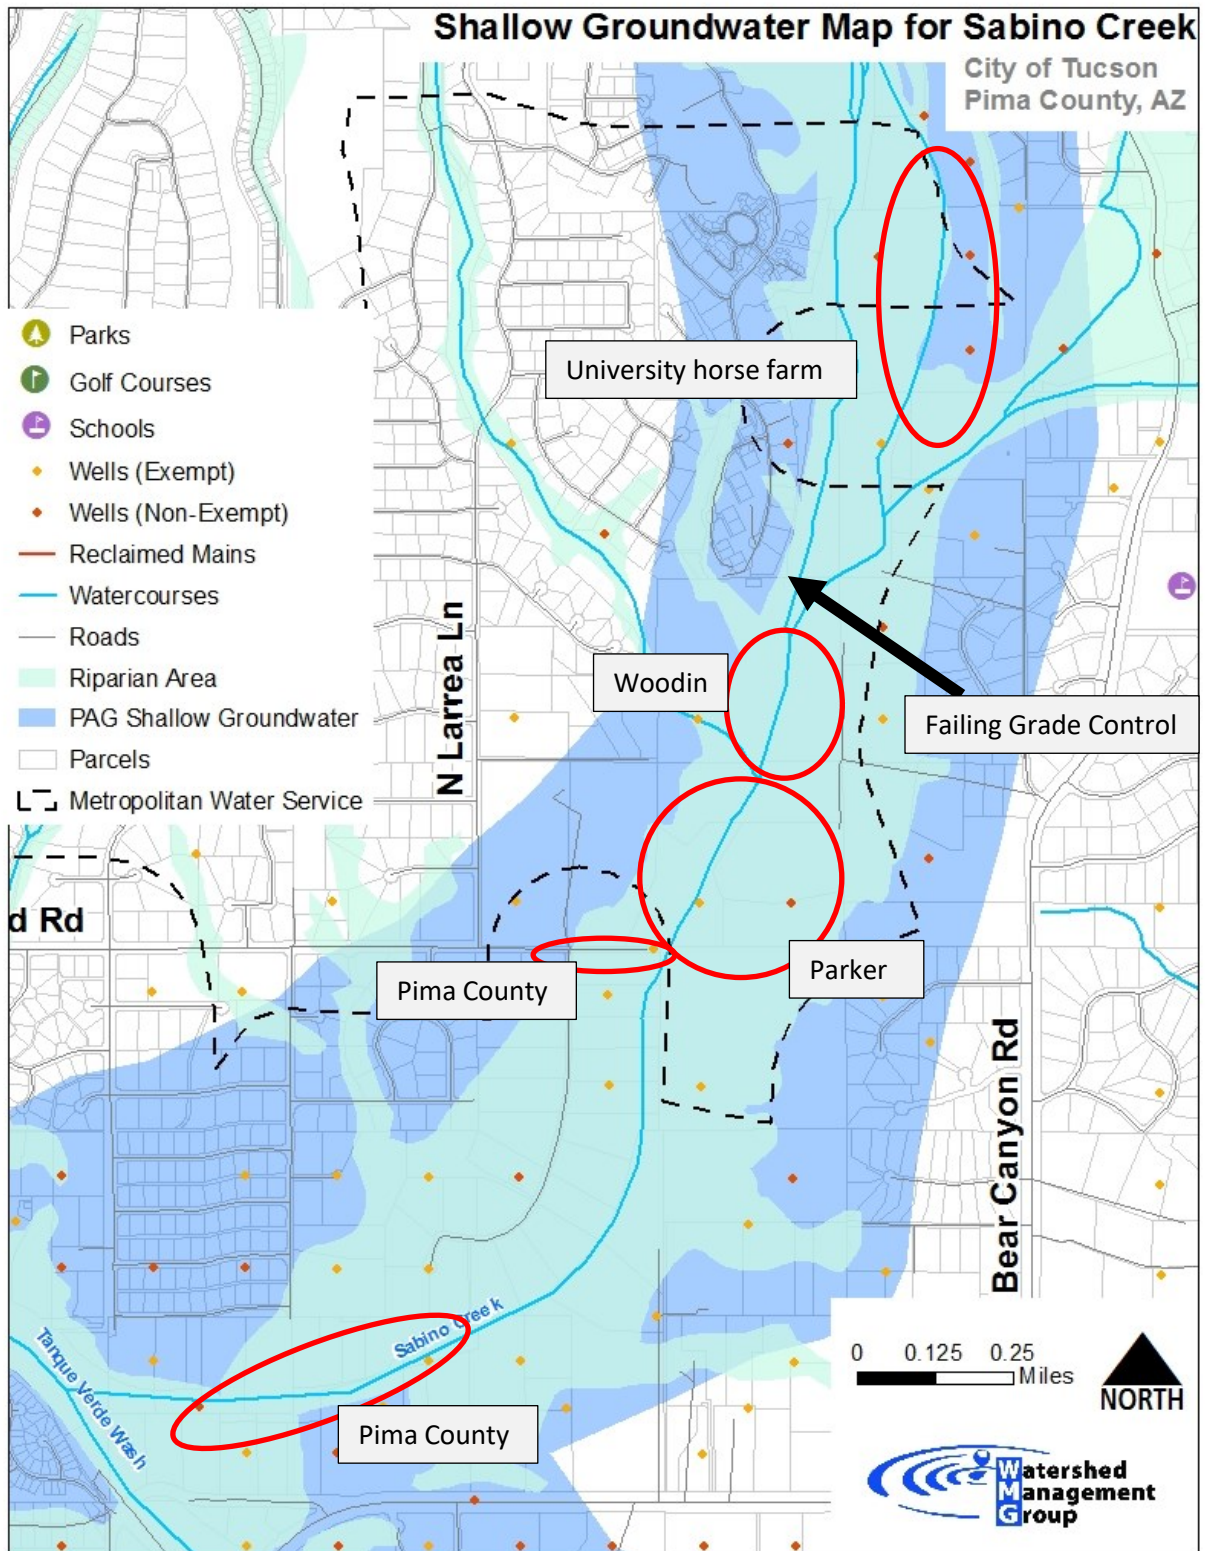 Shallow Groundwater Map for Sabino Creek
City of Tucson
Pima County, AZ
Parks
Golf Courses
Schools
Wells (Exempt)
Wells (Non-Exempt)
Reclaimed Mains
Watercourses
Roads
Riparian Area
PAG Shallow Groundwater
Parcels
Metropolitan Water Service
University horse farm
N Larrea Ln
Woodin
Failing Grade Control
d Rd
Pima County
Parker
Bear Canyon Rd
Sabino Creek
Tanque Verde Wash
Pima County
0 0.125 0.25
Miles
NORTH
Watershed
Management
Group